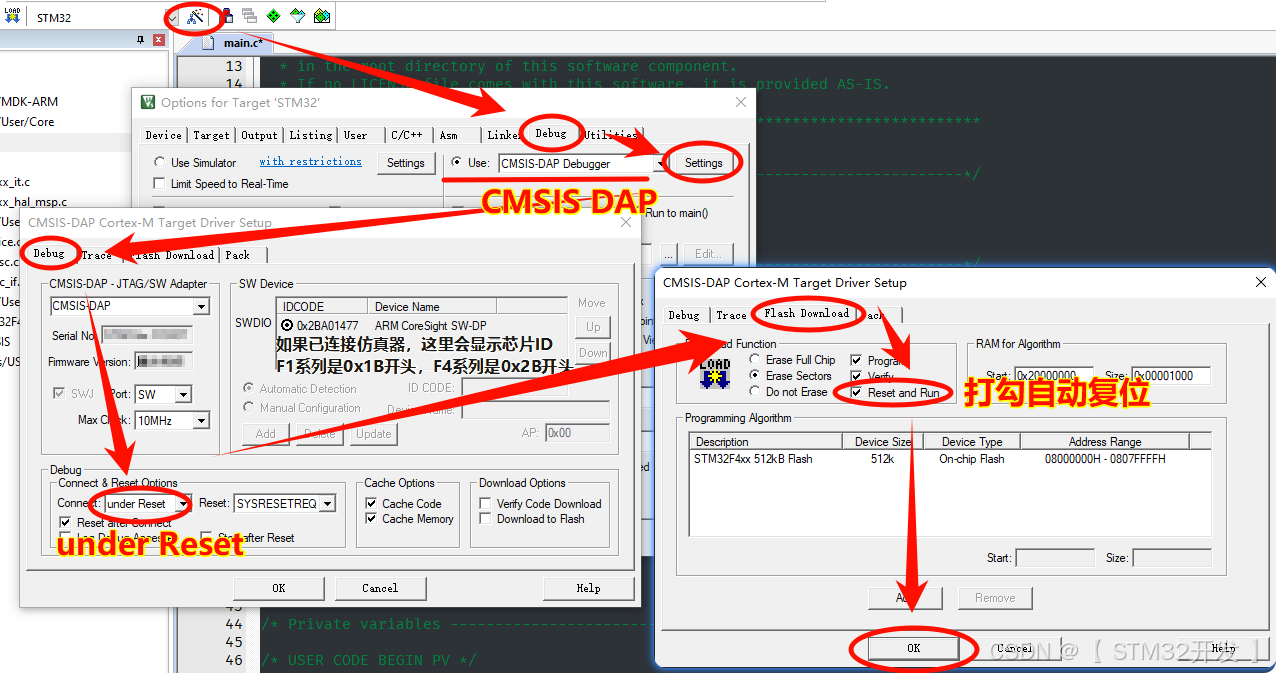 LOAD
STM32
main.c*
13 * in the root directory of this software component.
14 * If no LICENSE file comes with this software, it is provided AS-IS.
/MDK-ARM
/User/Core
xx_it.c
xx_hal_msp.c
Options for Target 'STM32'
Device Target Output Listing User C/C++ Asm Linker Debug Utilities
Use Simulator with restrictions Settings Use: CMSIS-DAP Debugger Settings
Limit Speed to Real-Time
CMSIS-DAP
Run to main()
... Edit...
CMSIS-DAP Cortex-M Target Driver Setup
Debug Trace Flash Download Pack
CMSIS-DAP - JTAG/SW Adapter
CMSIS-DAP
Serial No:
Firmware Version:
SWJ Port: SW
Max Clock: 10MHz
SW Device
IDCODE Device Name
SWDIO 0x2BA01477 ARM CoreSight SW-DP
如果已连接仿真器，这里会显示芯片ID
F1系列是0x1B开头，F4系列是0x2B开头
Move
Up
Down
Automatic Detection ID CODE:
Manual Configuration Device Name:
Add Delete Update AP: 0x00
Debug
Connect & Reset Options
Connect: under Reset Reset: SYSRESETREQ
Reset after Connect
Stop after Reset
under Reset
Cache Options
Cache Code
Cache Memory
Download Options
Verify Code Download
Download to Flash
OK Cancel Help
CMSIS-DAP Cortex-M Target Driver Setup
Debug Trace Flash Download Pack
Download Function
LOAD
Erase Full Chip Program
Erase Sectors Verify
Do not Erase Reset and Run
RAM for Algorithm
Start: 0x20000000 Size: 0x00001000
打勾自动复位
Programming Algorithm
Description Device Size Device Type Address Range
STM32F4xx 512kB Flash 512k On-chip Flash 08000000H - 0807FFFFH
Start: Size:
Add Remove
OK Cancel Help
44 /* Private variables ---------------------
45
46 /* USER CODE BEGIN PV */
CSDN @【 STM32开发 】